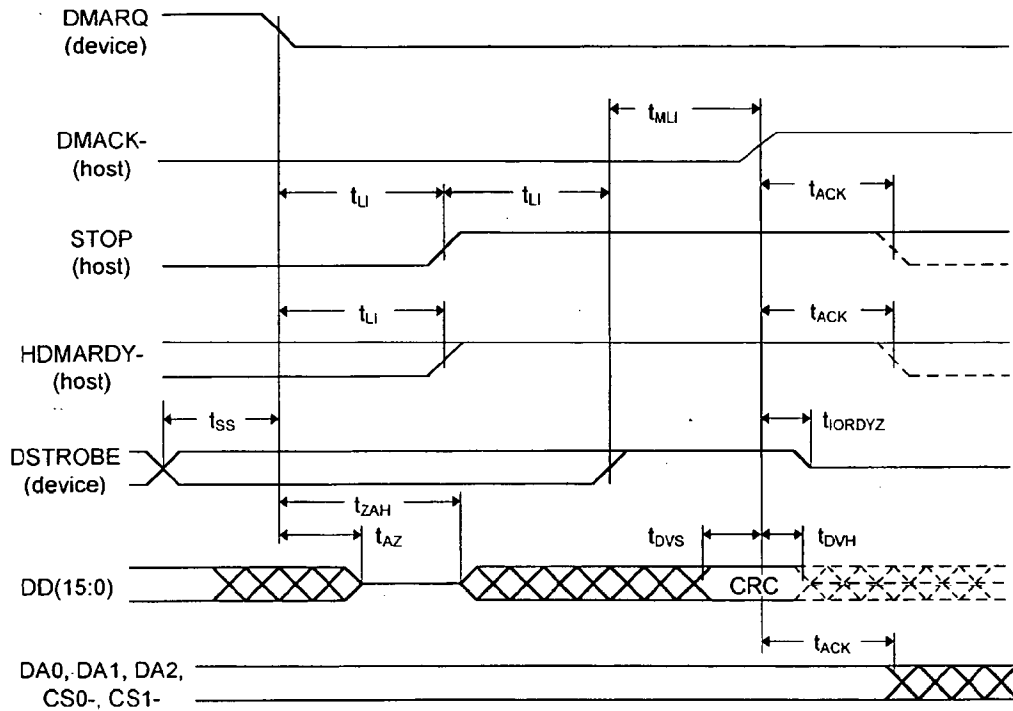 DMARQ
(device)
tMLI
DMACK-
(host)
tLI
tLI
tACK
STOP
(host)
tLI
tACK
HDMARDY-
(host)
tSS
tIORDYZ
DSTROBE
(device)
tZAH
tAZ
tDVS
tDVH
DD(15:0)
CRC
tACK
DA0, DA1, DA2,
CS0-, CS1-